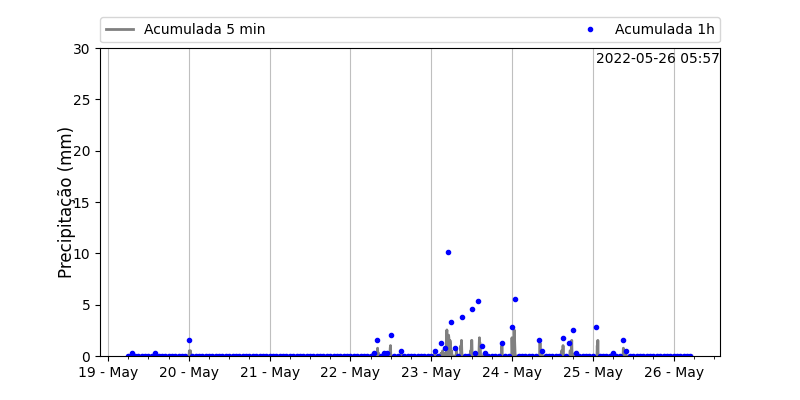 Acumulada 5 min
Acumulada 1h
2022-05-26 05:57
Precipitação (mm)
30
25
20
15
10
5
0
19 - May
20 - May
21 - May
22 - May
23 - May
24 - May
25 - May
26 - May